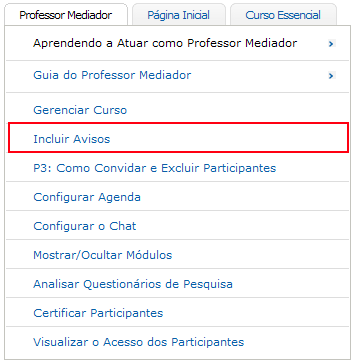 Professor Mediador Página Inicial Curso Essencial
Aprendendo a Atuar como Professor Mediador ›
Guia do Professor Mediador ›
Gerenciar Curso
Incluir Avisos
P3: Como Convidar e Excluir Participantes
Configurar Agenda
Configurar o Chat
Mostrar/Ocultar Módulos
Analisar Questionários de Pesquisa
Certificar Participantes
Visualizar o Acesso dos Participantes